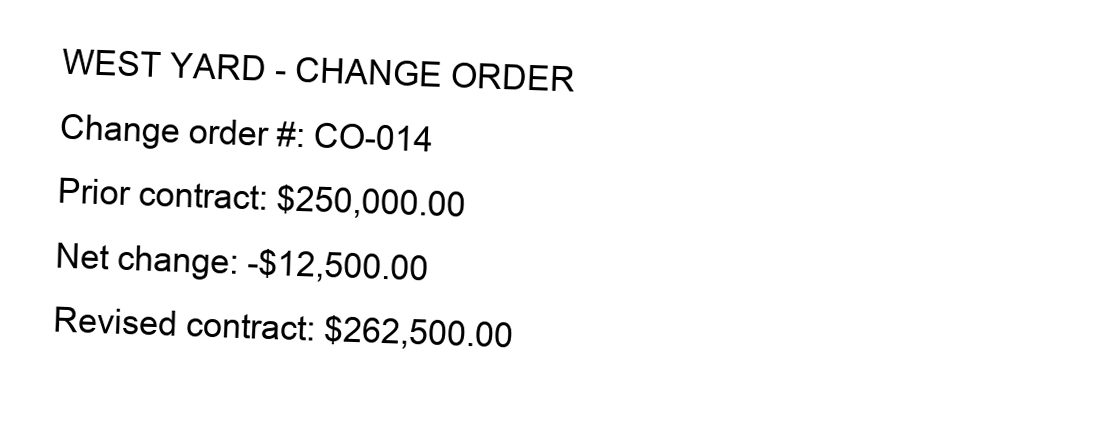 WEST YARD - CHANGE ORDER
Change order #: CO-014
Prior contract: $250,000.00
Net change: -$12,500.00
Revised contract: $262,500.00